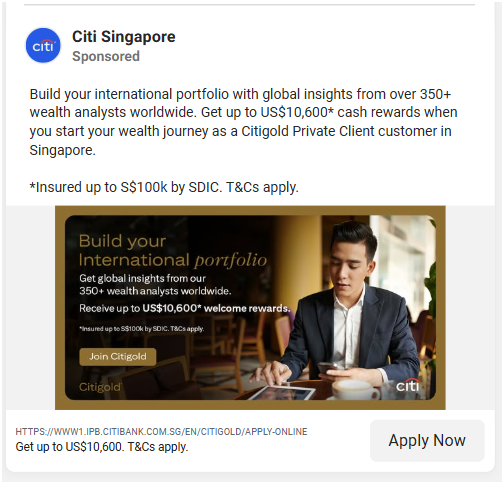 citi
Citi Singapore
Sponsored
Build your international portfolio with global insights from over 350+
wealth analysts worldwide. Get up to US$10,600* cash rewards when
you start your wealth journey as a Citigold Private Client customer in
Singapore.
*Insured up to S$100k by SDIC. T&Cs apply.
Build your
International portfolio
Get global insights from our
350+ wealth analysts worldwide.
Receive up to US$10,600* welcome rewards.
*Insured up to S$100k by SDIC. T&Cs apply.
Join Citigold
Citigold
citi
HTTPS://WWW1.IPB.CITIBANK.COM.SG/EN/CITIGOLD/APPLY-ONLINE
Get up to US$10,600. T&Cs apply.
Apply Now